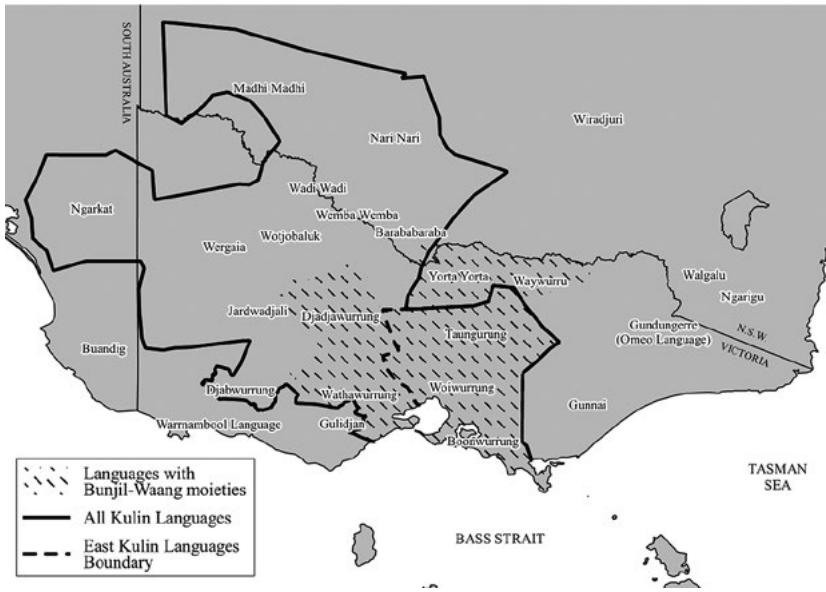 SOUTH AUSTRALIA
Madhi Madhi
Wiradjuri
Nari Nari
Wadi Wadi
Ngarkat
Wemba Wemba
Wotjobaluk
Barababaraba
Wergaia
Yorta Yorta
Waywurru
Walgalu
Ngarigu
Jardwadjali
Djadjawurrung
Taungurung
Gundungerre
(Omeo Language)
N.S.W.
VICTORIA
Buandig
Djabwurrung
Wathawurrung
Woiwurrung
Gunnai
Warnambool Language
Gulidjan
Boonwurrung
Languages with
Bunjil-Waang moieties
All Kulin Languages
East Kulin Languages
Boundary
TASMAN
SEA
BASS STRAIT